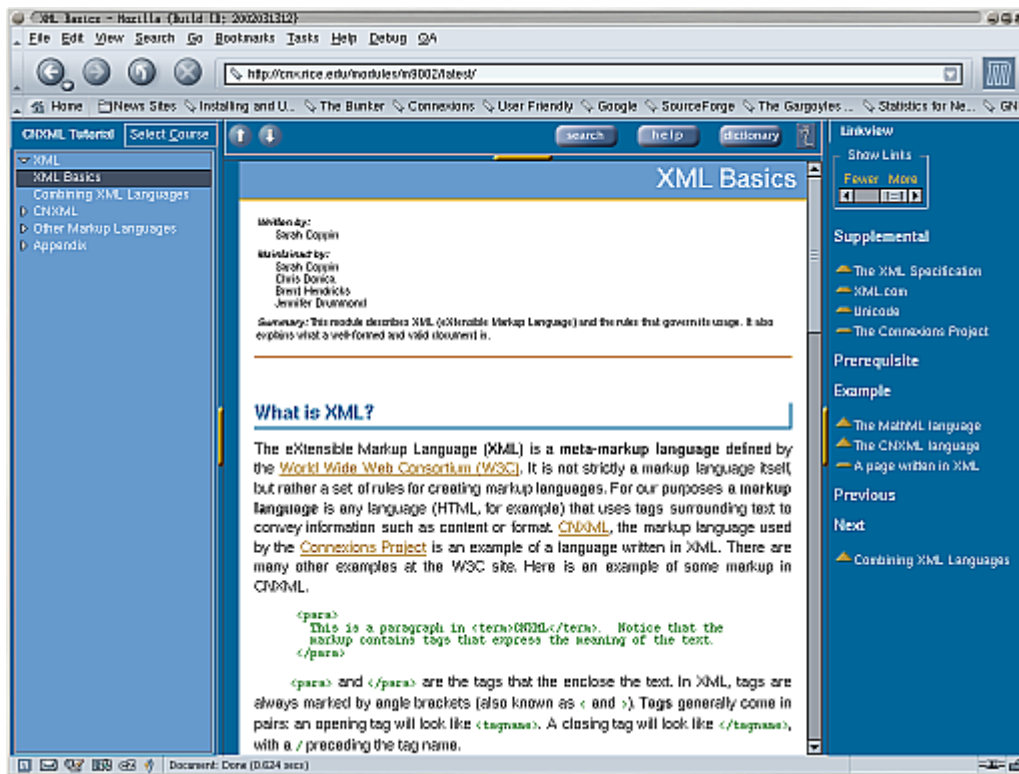 XML Basics - Mozilla {Build ID: 2002031312}
File Edit View Search Go Bookmarks Tasks Help Debug QA
http://cnx.rice.edu/modules/m9002/latest/
Home News Sites Installing and U... The Bunker Connexions User Friendly Google SourceForge The Gargoyles ... Statistics for Ne... GN
CNXML Tutorial Select Course
XML
XML Basics
Combining XML Languages
CNXML
Other Markup Languages
Appendix
search help dictionary ?
XML Basics
Written by:
Sarah Coppin
Maintained by:
Sarah Coppin
Chris Donica
Brent Hendricks
Jennifer Drummond
Summary: This module describes XML (eXtensible Markup Language) and the rules that govern its usage. It also
explains what a well-formed and valid document is.
What is XML?
The eXtensible Markup Language (XML) is a meta-markup language defined by
the World Wide Web Consortium (W3C). It is not strictly a markup language itself,
but rather a set of rules for creating markup languages. For our purposes a markup
language is any language (HTML, for example) that uses tags surrounding text to
convey information such as content or format. CNXML, the markup language used
by the Connexions Project is an example of a language written in XML. There are
many other examples at the W3C site. Here is an example of some markup in
CNXML.
<para>
This is a paragraph in <term>CNXML</term>. Notice that the
markup contains tags that express the meaning of the text.
</para>
<para> and </para> are the tags that the enclose the text. In XML, tags are
always marked by angle brackets (also known as < and >). Tags generally come in
pairs: an opening tag will look like <tagname>. A closing tag will look like </tagname>,
with a / preceding the tag name.
Linkview
Show Links
Fewer More
Supplemental
The XML Specification
XML.com
Unicode
The Connexions Project
Prerequisite
Example
The MathML language
The CNXML language
A page written in XML
Previous
Next
Combining XML Languages
Document: Done (0.624 secs)